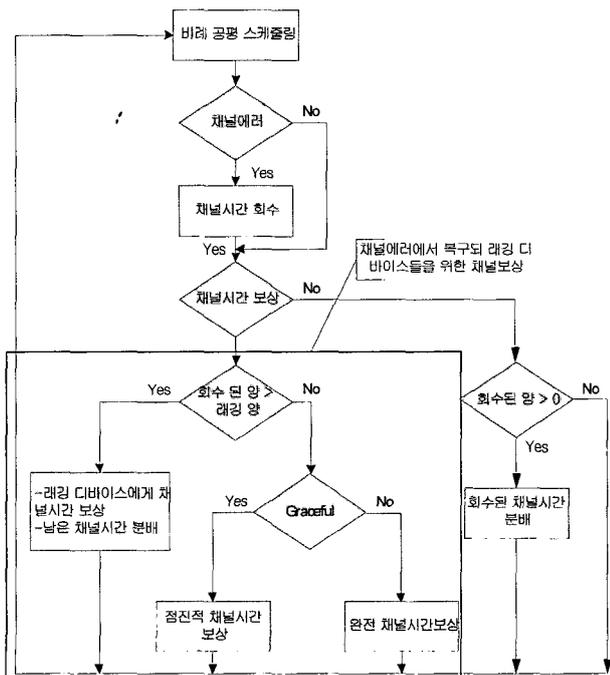 비례 공평 스케쥴링
채널에러
No
Yes
채널시간 회수
Yes
채널에러에서 복구되 래깅 디
바이스들을 위한 채널보상
채널시간 보상
No
Yes
회수 된 양 >
래깅 양
No
회수된 양 > 0
No
Yes
-래깅 디바이스에게 채
널시간 보상
-남은 채널시간 분배
Yes
Graceful
No
회수된 채널시간
분배
점진적 채널시간
보상
완전 채널시간보상